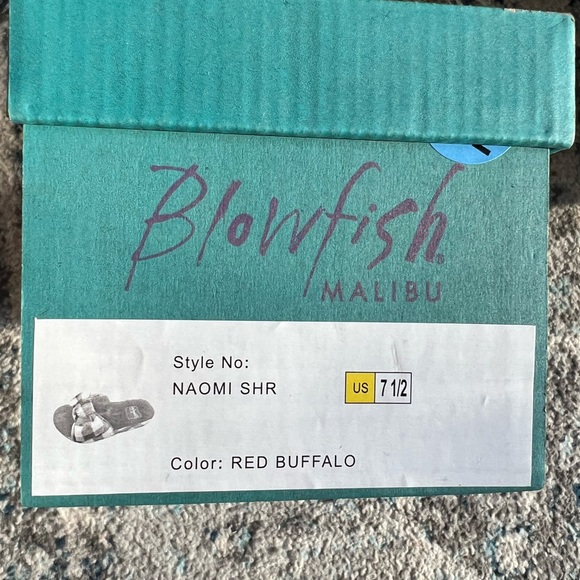 Blowfish
MALIBU
Style No:
NAOMI SHR
US 7 1/2
Color: RED BUFFALO